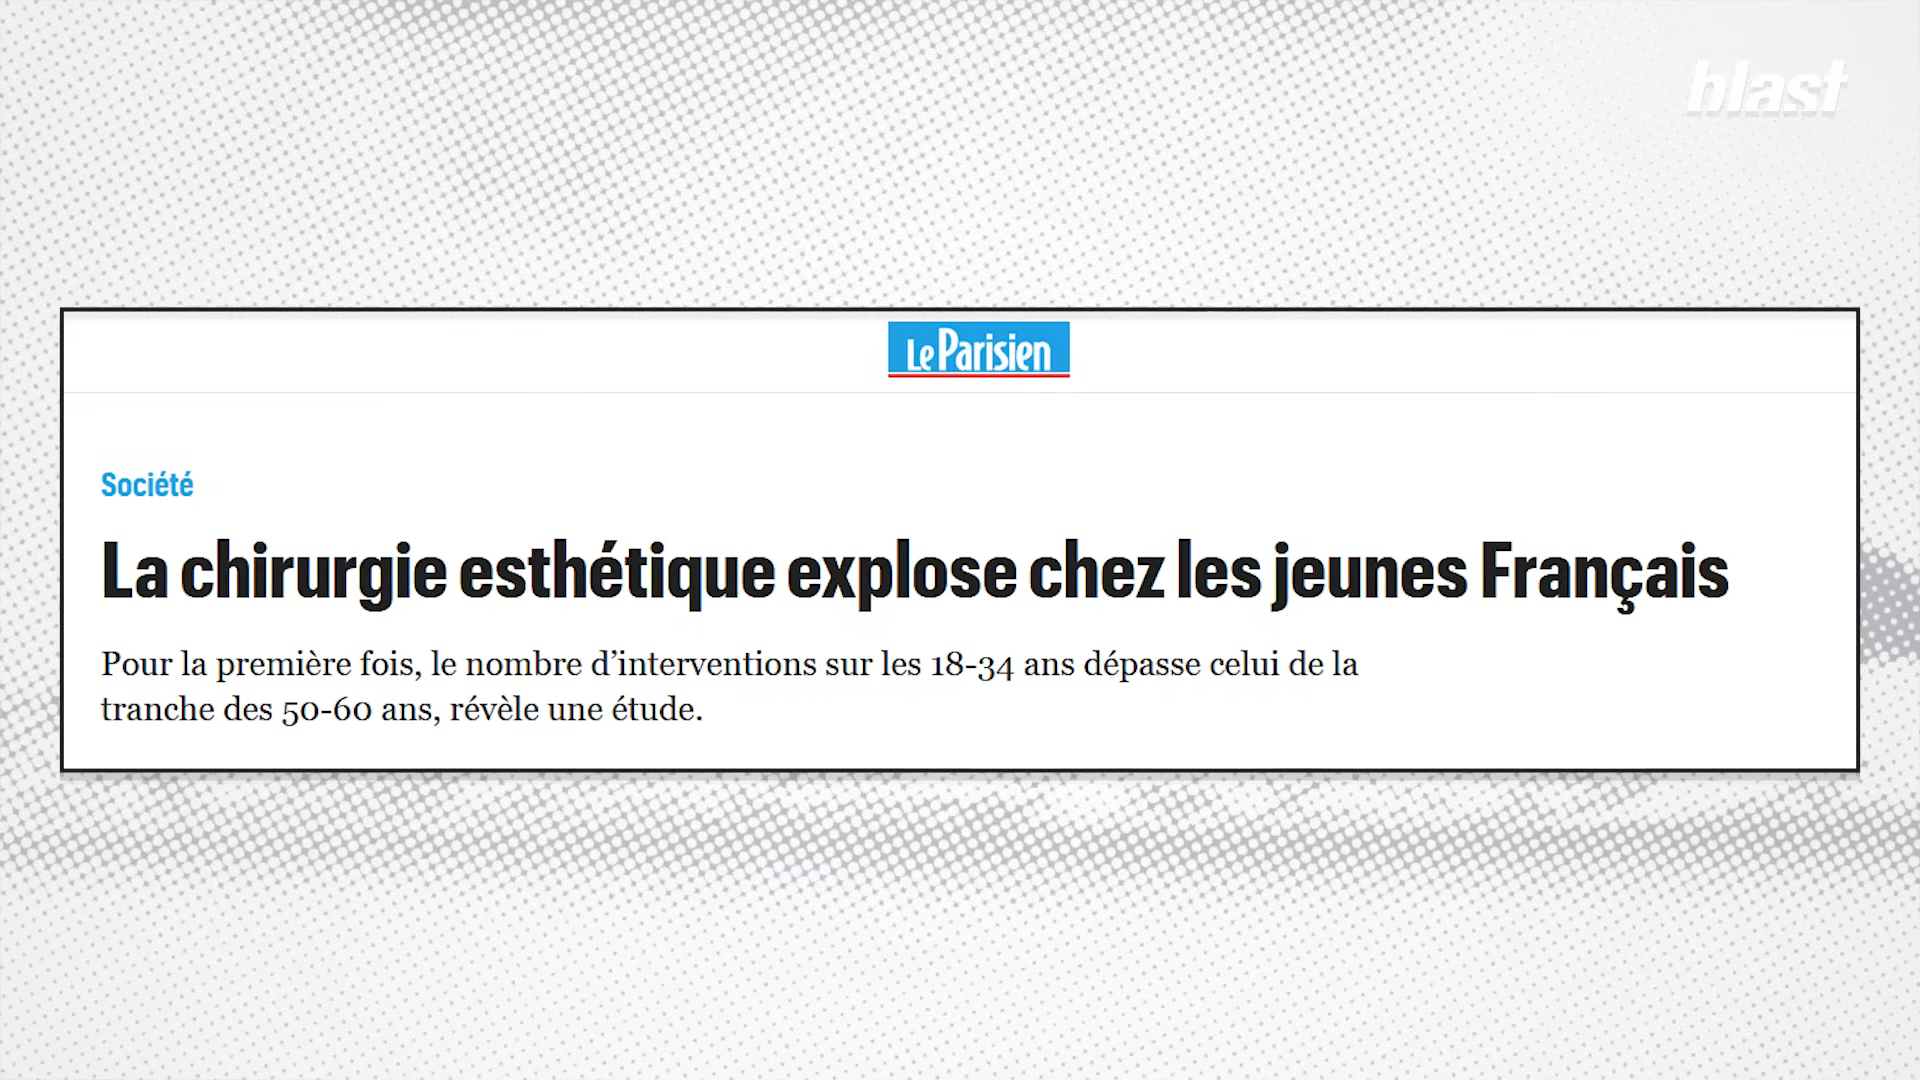 blast
Le Parisien
Société
La chirurgie esthétique explose chez les jeunes Français
Pour la première fois, le nombre d’interventions sur les 18-34 ans dépasse celui de la
tranche des 50-60 ans, révèle une étude.